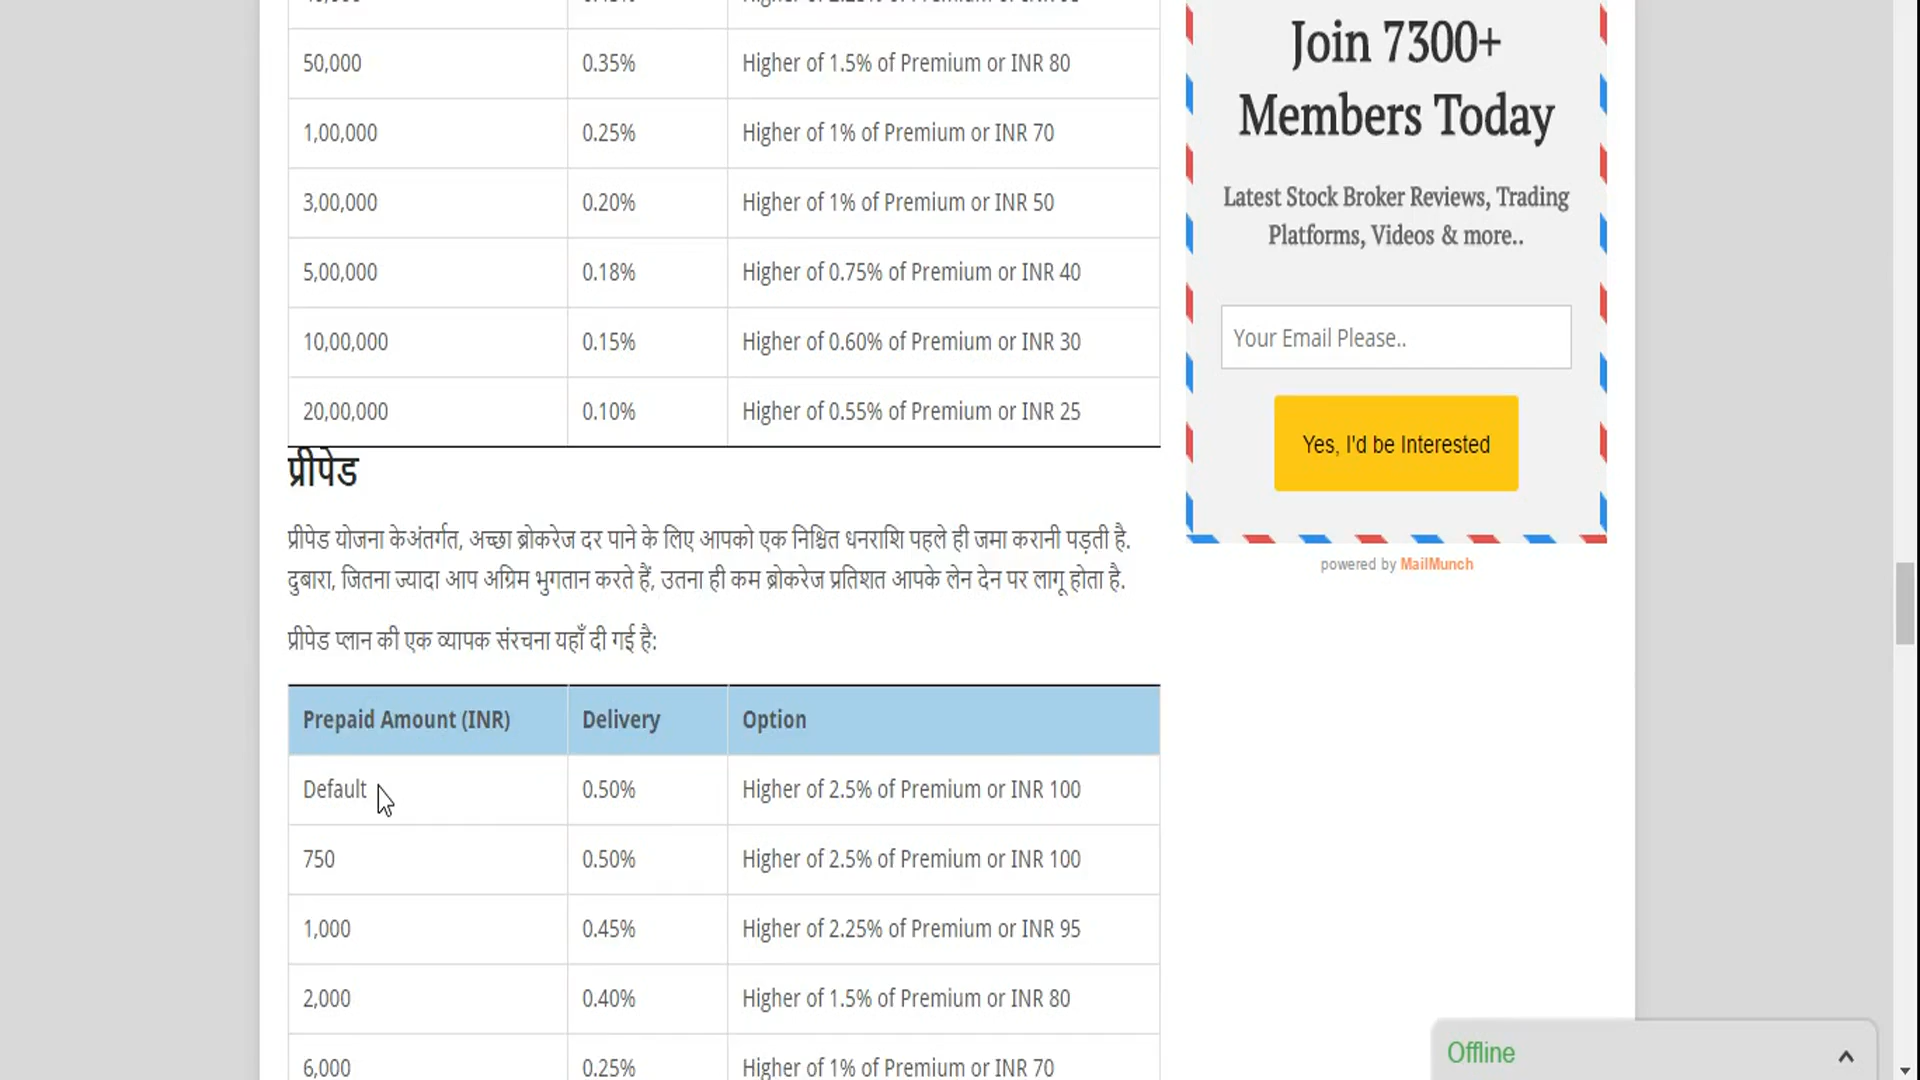 50,000 0.35% Higher of 1.5% of Premium or INR 80
1,00,000 0.25% Higher of 1% of Premium or INR 70
3,00,000 0.20% Higher of 1% of Premium or INR 50
5,00,000 0.18% Higher of 0.75% of Premium or INR 40
10,00,000 0.15% Higher of 0.60% of Premium or INR 30
20,00,000 0.10% Higher of 0.55% of Premium or INR 25
प्रीपेड
प्रीपेड योजना केअंतर्गत, अच्छा ब्रोकरेज दर पाने के लिए आपको एक निश्चित धनराशि पहले ही जमा करानी पड़ती है.
दुबारा, जितना ज्यादा आप अग्रिम भुगतान करते हैं, उतना ही कम ब्रोकरेज प्रतिशत आपके लेन देन पर लागू होता है.
प्रीपेड प्लान की एक व्यापक संरचना यहाँ दी गई है:
Prepaid Amount (INR) Delivery Option
Default 0.50% Higher of 2.5% of Premium or INR 100
750 0.50% Higher of 2.5% of Premium or INR 100
1,000 0.45% Higher of 2.25% of Premium or INR 95
2,000 0.40% Higher of 1.5% of Premium or INR 80
6,000 0.25% Higher of 1% of Premium or INR 70
Join 7300+
Members Today
Latest Stock Broker Reviews, Trading
Platforms, Videos & more..
Your Email Please..
Yes, I'd be Interested
powered by MailMunch
Offline